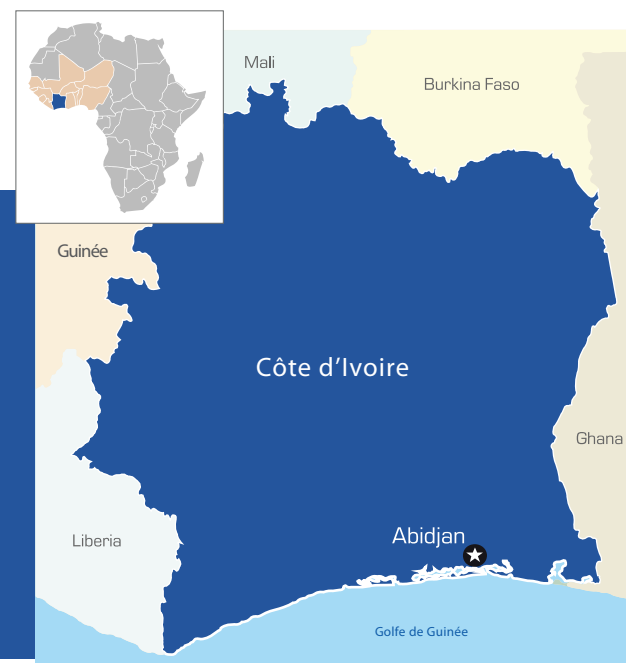 Mali
Burkina Faso
Guinée
Côte d'Ivoire
Ghana
Abidjan
Liberia
Golfe de Guinée